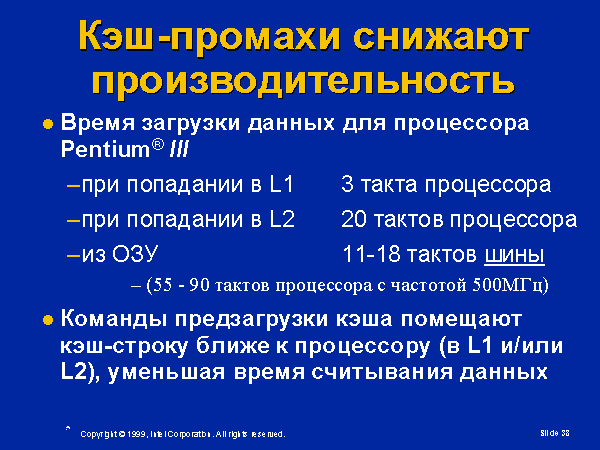 Кэш-промахи снижают
производительность
● Время загрузки данных для процессора
Pentium® III
–при попадании в L1 3 такта процессора
–при попадании в L2 20 тактов процессора
–из ОЗУ 11-18 тактов шины
– (55 - 90 тактов процессора с частотой 500МГц)
● Команды предзагрузки кэша помещают
кэш-строку ближе к процессору (в L1 и/или
L2), уменьшая время считывания данных
* Copyright © 1999, Intel Corporation. All rights reserved. Slide 38